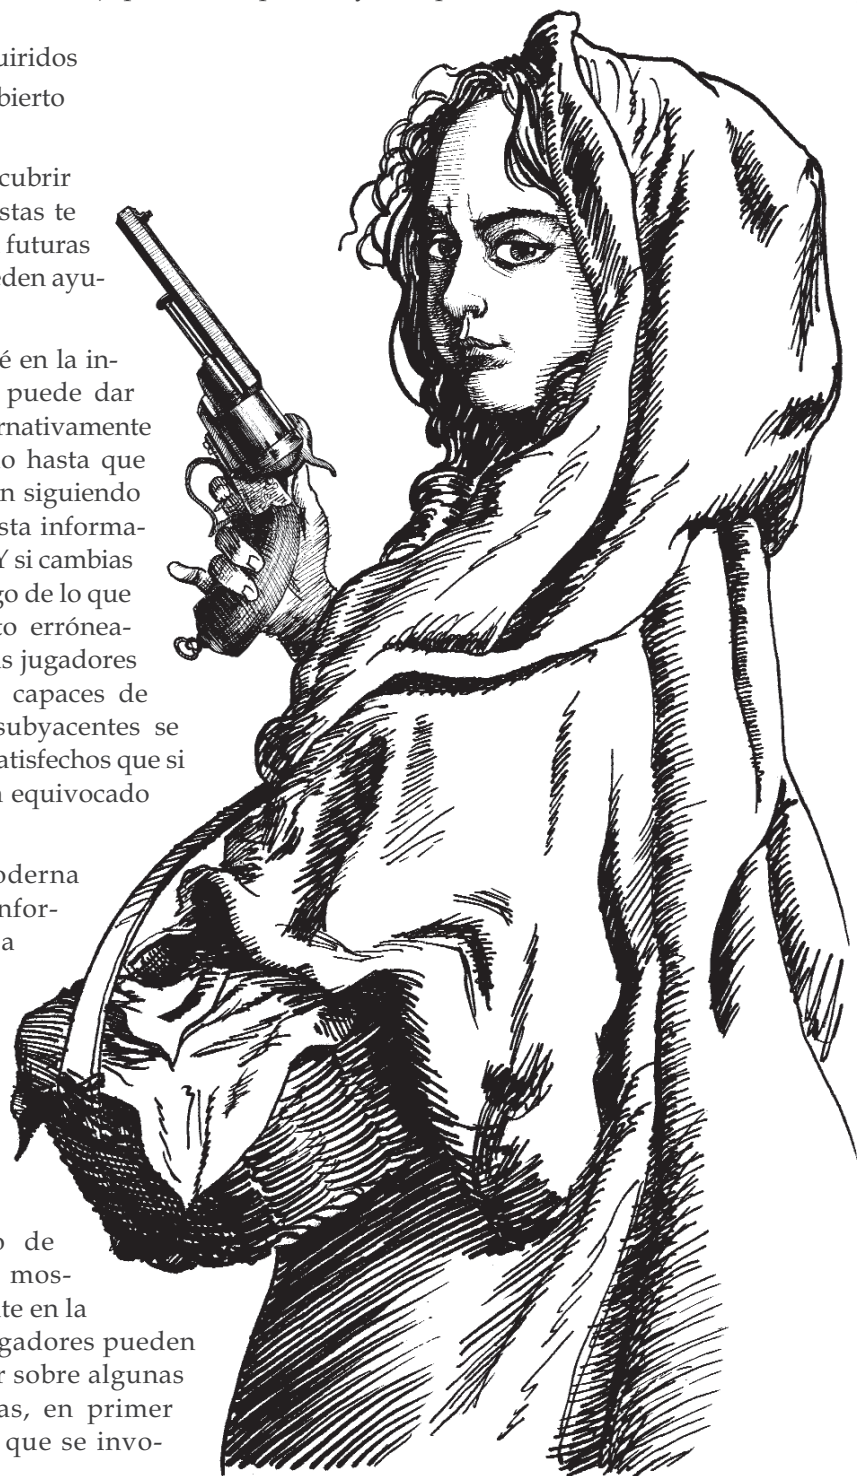 uiridos
bierto
cubrir
stas te
futuras
eden ayu-
é en la in-
puede dar
rnativamente
o hasta que
n siguiendo
sta informa-
Y si cambias
go de lo que
to errónea-
s jugadores
capaces de
subyacentes se
atisfechos que si
equivocado
oderna
nfor-
a
de
mos-
te en la
gadores pueden
r sobre algunas
as, en primer
que se invo-